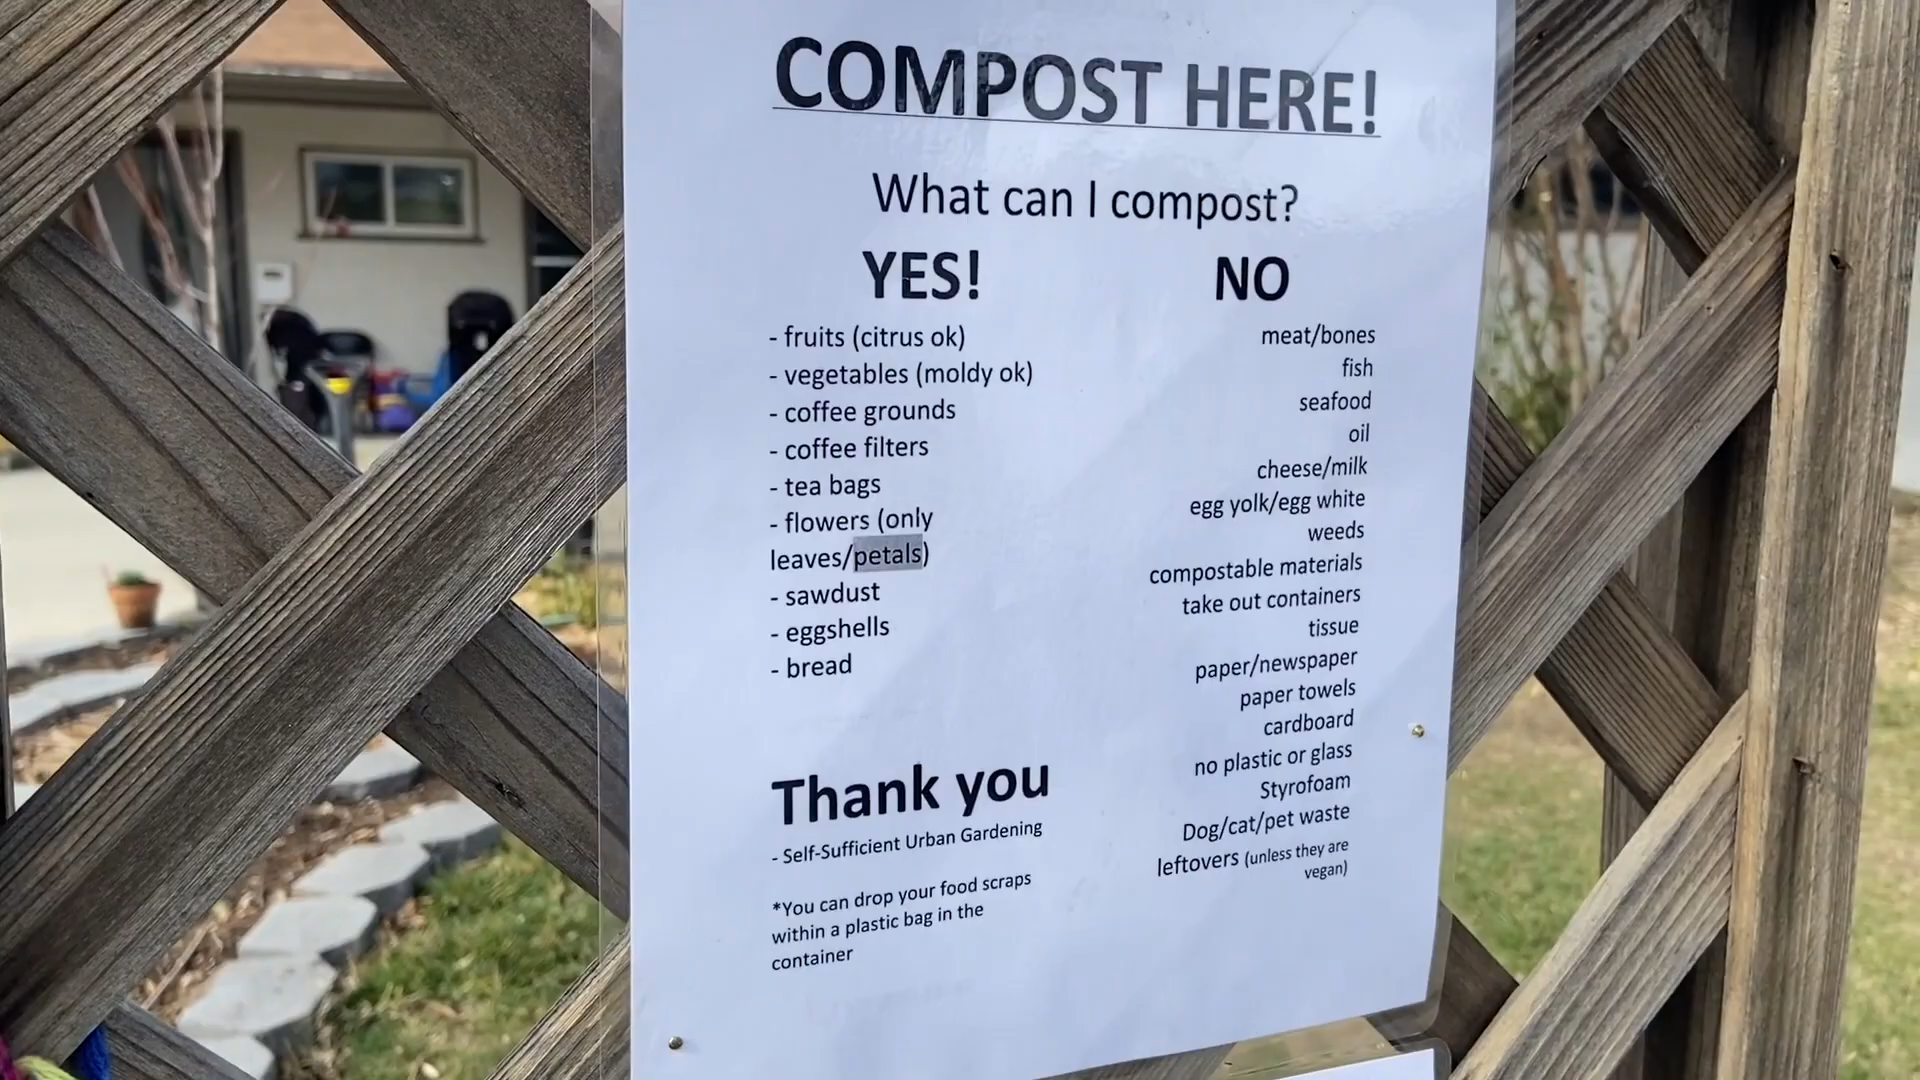 COMPOST HERE!
What can I compost?
YES!
- fruits (citrus ok)
- vegetables (moldy ok)
- coffee grounds
- coffee filters
- tea bags
- flowers (only
leaves/petals)
- sawdust
- eggshells
- bread
Thank you
- Self-Sufficient Urban Gardening
*You can drop your food scraps
within a plastic bag in the
container
NO
meat/bones
fish
seafood
oil
cheese/milk
egg yolk/egg white
weeds
compostable materials
take out containers
tissue
paper/newspaper
paper towels
cardboard
no plastic or glass
Styrofoam
Dog/cat/pet waste
leftovers (unless they are
vegan)